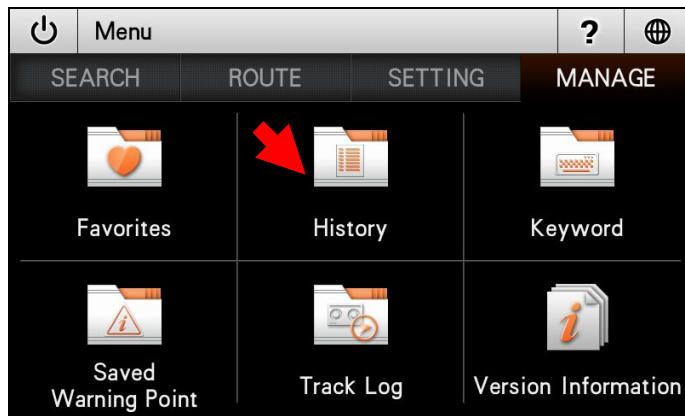 Menu
?
SEARCH
ROUTE
SETTING
MANAGE
Favorites
History
Keyword
Saved
Warning Point
Track Log
Version Information